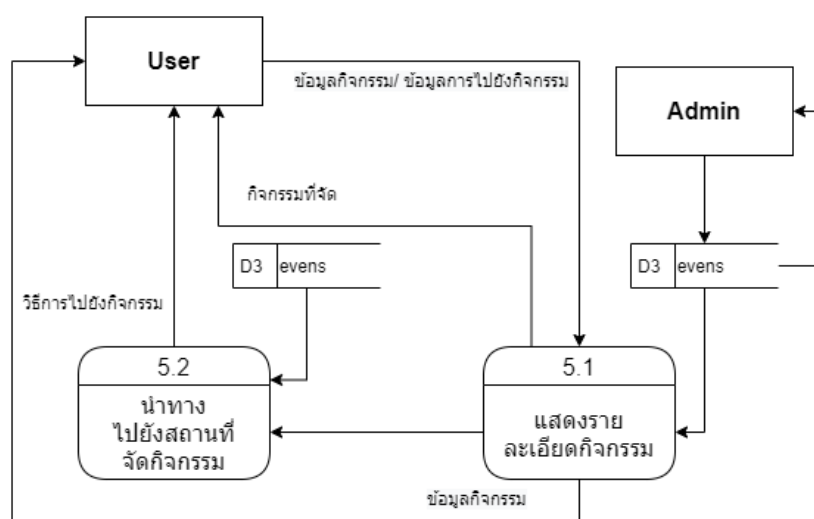 User
ข้อมูลกิจกรรม/ ข้อมูลการไปยังกิจกรรม
Admin
กิจกรรมที่จัด
D3 evens
D3 evens
วิธีการไปยังกิจกรรม
5.2
นำทาง
ไปยังสถานที่
จัดกิจกรรม
5.1
แสดงราย
ละเอียดกิจกรรม
ข้อมูลกิจกรรม